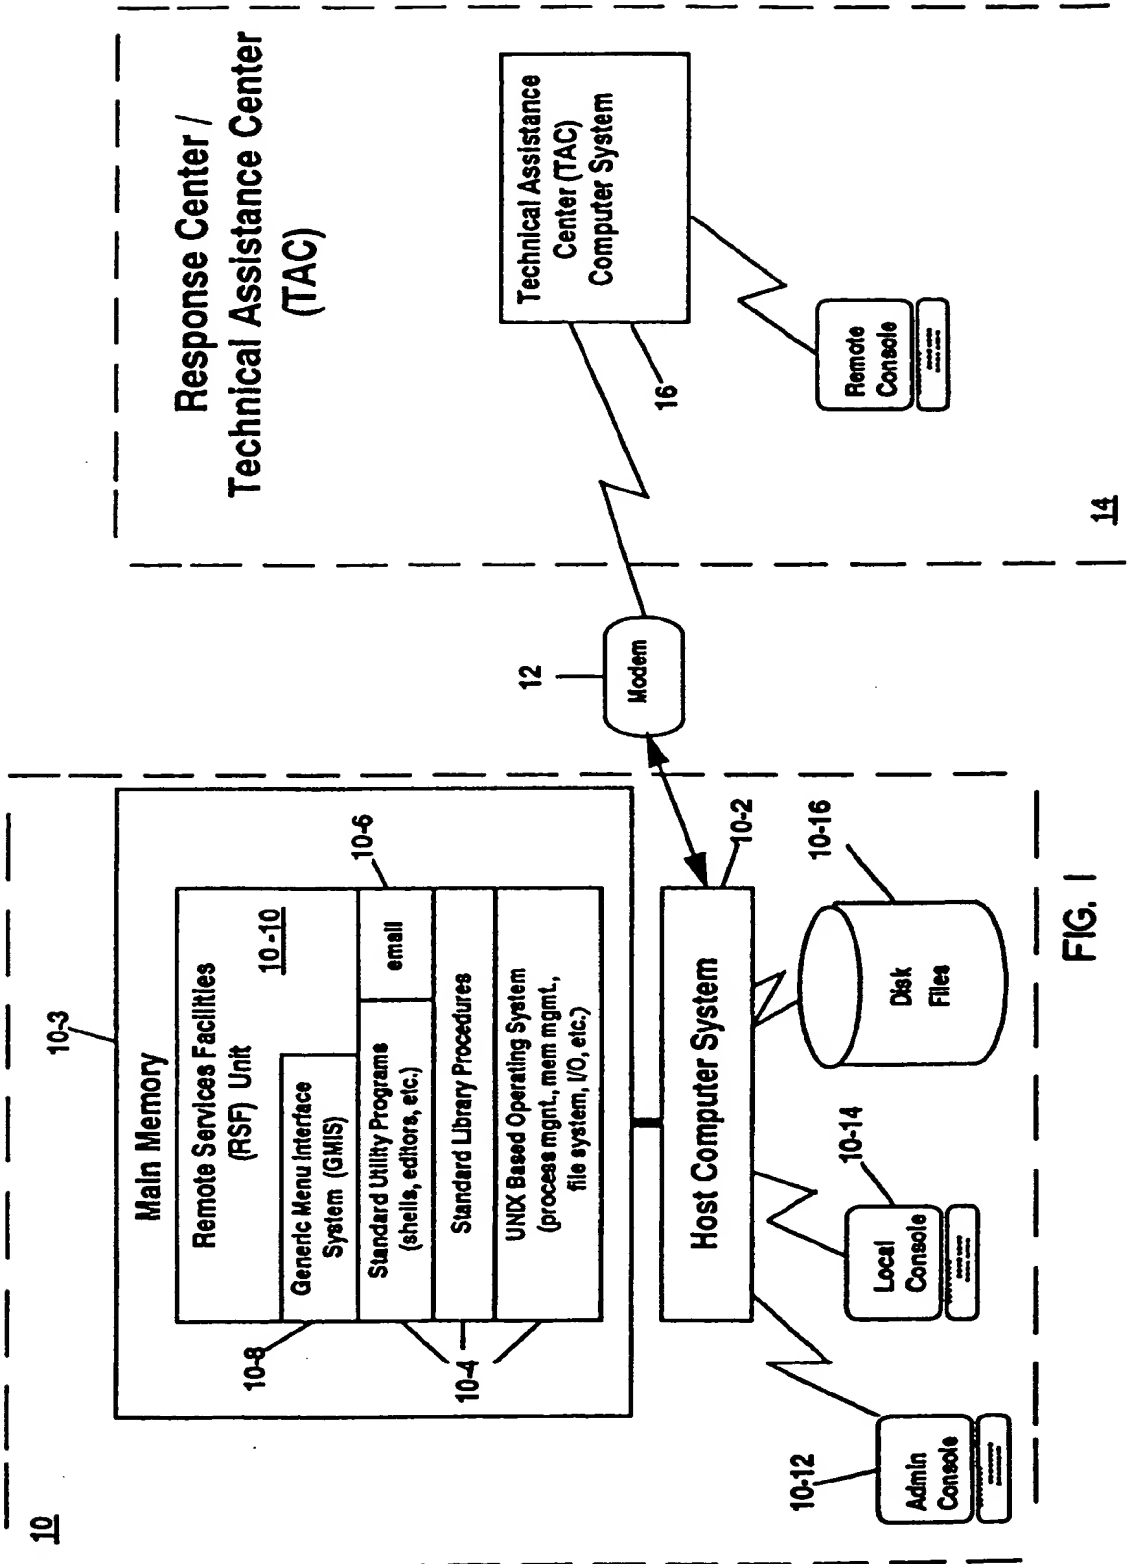 10
10-3
Main Memory
Remote Services Facilities
(RSF) Unit
10-10
Generic Menu Interface
System (GMIS)
10-8
Standard Utility Programs
(shells, editors, etc.)
email
10-6
Standard Library Procedures
10-4
UNIX Based Operating System
(process mgnt., mem mgmt.,
file system, I/O, etc.)
Host Computer System
10-2
Admin
Console
10-12
Local
Console
10-14
Disk
Files
10-16
12
Modem
Response Center /
Technical Assistance Center
(TAC)
Technical Assistance
Center (TAC)
Computer System
16
Remote
Console
14
FIG. 1